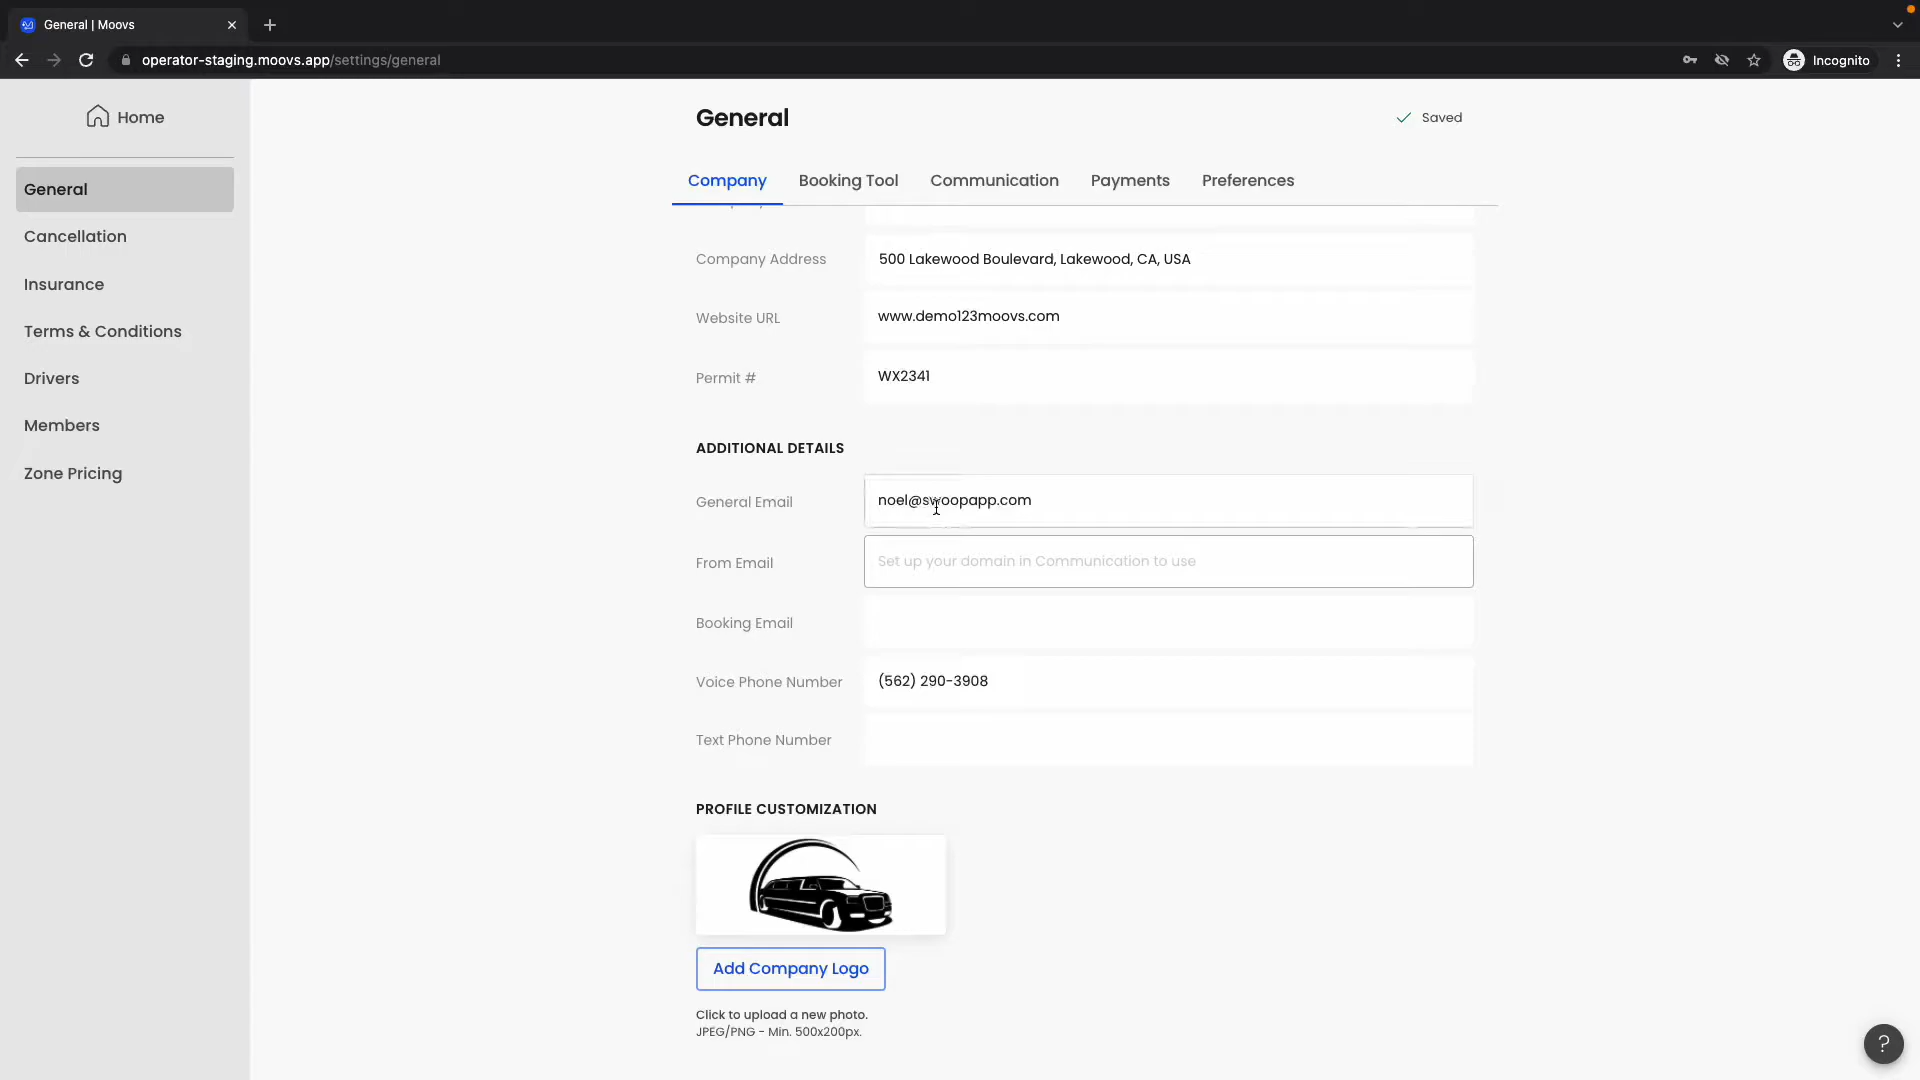 General | Moovs
operator-staging.moovs.app/settings/general
Incognito
Home
General
Cancellation
Insurance
Terms & Conditions
Drivers
Members
Zone Pricing
General
Saved
Company
Booking Tool
Communication
Payments
Preferences
Company Address
500 Lakewood Boulevard, Lakewood, CA, USA
Website URL
www.demo123moovs.com
Permit #
WX2341
ADDITIONAL DETAILS
General Email
noel@swoopapp.com
From Email
Set up your domain in Communication to use
Booking Email
Voice Phone Number
(562) 290-3908
Text Phone Number
PROFILE CUSTOMIZATION
Add Company Logo
Click to upload a new photo.
JPEG/PNG - Min. 500x200px.
?